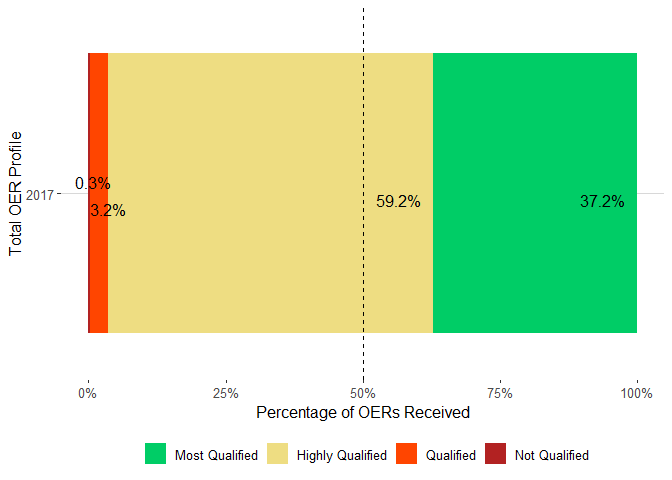 Total OER Profile
2017
0.3%
3.2%
59.2%
37.2%
0%
25%
50%
75%
100%
Percentage of OERs Received
Most Qualified
Highly Qualified
Qualified
Not Qualified